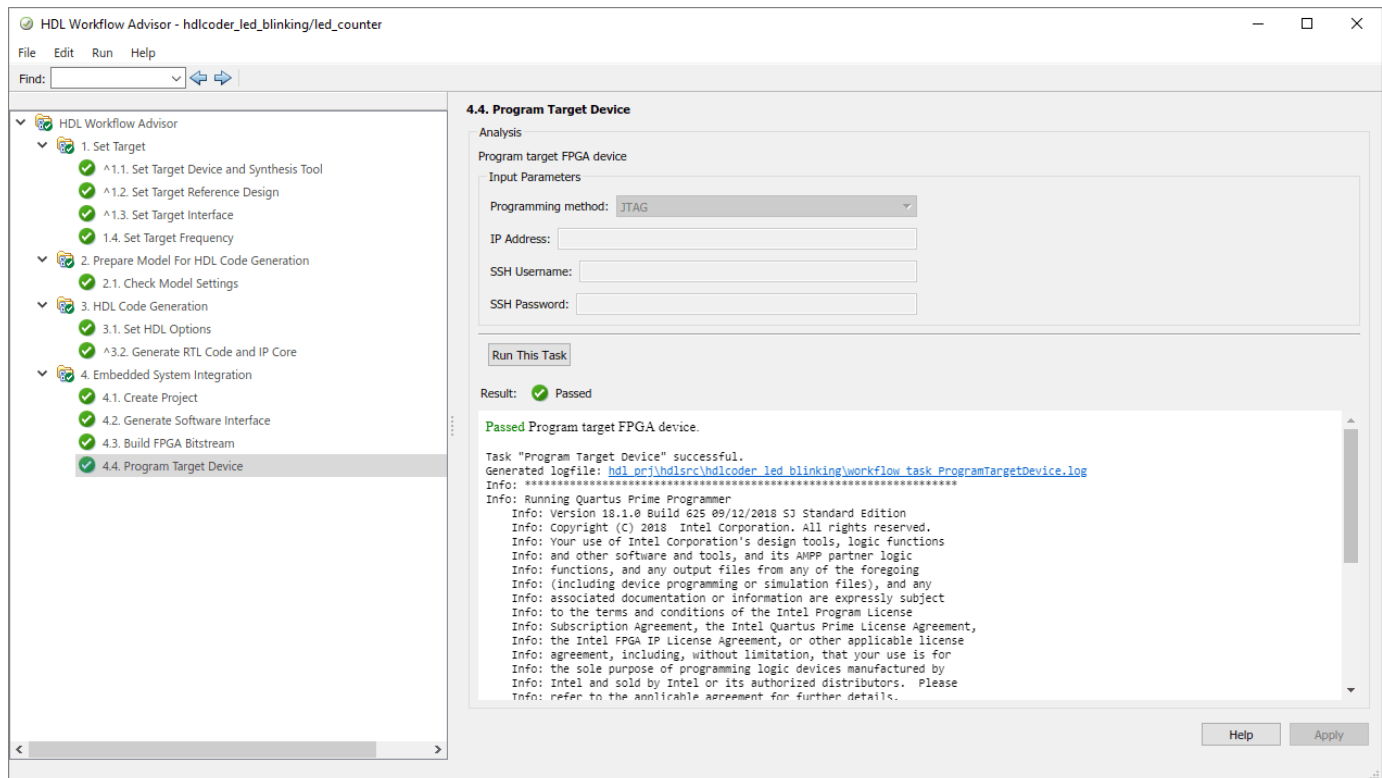 HDL Workflow Advisor - hdlcoder_led_blinking/led_counter
File Edit Run Help
Find:
HDL Workflow Advisor
1. Set Target
^1.1. Set Target Device and Synthesis Tool
^1.2. Set Target Reference Design
^1.3. Set Target Interface
1.4. Set Target Frequency
2. Prepare Model For HDL Code Generation
2.1. Check Model Settings
3. HDL Code Generation
3.1. Set HDL Options
^3.2. Generate RTL Code and IP Core
4. Embedded System Integration
4.1. Create Project
4.2. Generate Software Interface
4.3. Build FPGA Bitstream
4.4. Program Target Device
4.4. Program Target Device
Analysis
Program target FPGA device
Input Parameters
Programming method: JTAG
IP Address:
SSH Username:
SSH Password:
Run This Task
Result: Passed
Passed Program target FPGA device.
Task "Program Target Device" successful.
Generated logfile: hdl_prj\hdlsrc\hdlcoder_led_blinking\workflow_task_ProgramTargetDevice.log
Info: *******************************************************************
Info: Running Quartus Prime Programmer
Info: Version 18.1.0 Build 625 09/12/2018 SJ Standard Edition
Info: Copyright (C) 2018 Intel Corporation. All rights reserved.
Info: Your use of Intel Corporation's design tools, logic functions
Info: and other software and tools, and its AMPP partner logic
Info: functions, and any output files from any of the foregoing
Info: (including device programming or simulation files), and any
Info: associated documentation or information are expressly subject
Info: to the terms and conditions of the Intel Program License
Info: Subscription Agreement, the Intel Quartus Prime License Agreement,
Info: the Intel FPGA IP License Agreement, or other applicable license
Info: agreement, including, without limitation, that your use is for
Info: the sole purpose of programming logic devices manufactured by
Info: Intel and sold by Intel or its authorized distributors. Please
Info: refer to the applicable agreement for further details.
Help Apply